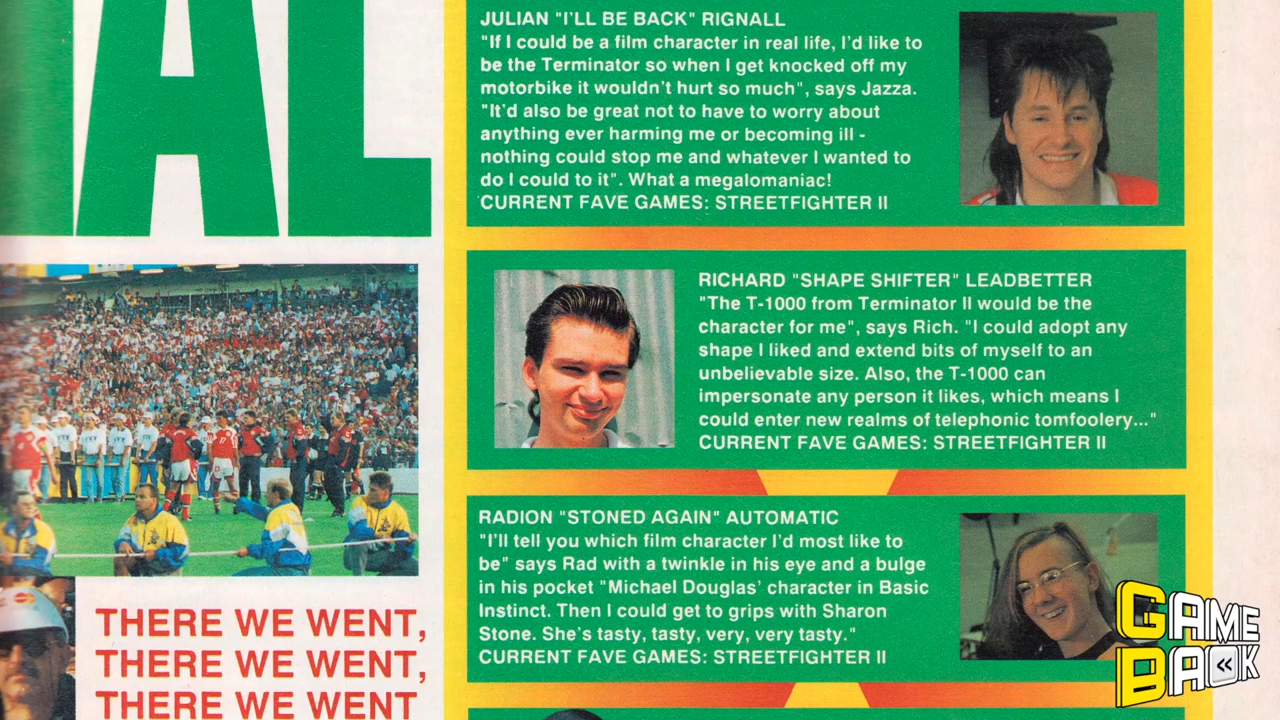 IAL
JULIAN "I'LL BE BACK" RIGNALL
"If I could be a film character in real life, I'd like to
be the Terminator so when I get knocked off my
motorbike it wouldn't hurt so much", says Jazza.
"It'd also be great not to have to worry about
anything ever harming me or becoming ill -
nothing could stop me and whatever I wanted to
do I could to it". What a megalomaniac!
CURRENT FAVE GAMES: STREETFIGHTER II
RICHARD "SHAPE SHIFTER" LEADBETTER
"The T-1000 from Terminator II would be the
character for me", says Rich. "I could adopt any
shape I liked and extend bits of myself to an
unbelievable size. Also, the T-1000 can
impersonate any person it likes, which means I
could enter new realms of telephonic tomfoolery..."
CURRENT FAVE GAMES: STREETFIGHTER II
RADION "STONED AGAIN" AUTOMATIC
"I'll tell you which film character I'd most like to
be" says Rad with a twinkle in his eye and a bulge
in his pocket "Michael Douglas' character in Basic
Instinct. Then I could get to grips with Sharon
Stone. She's tasty, tasty, very, very tasty."
CURRENT FAVE GAMES: STREETFIGHTER II
THERE WE WENT,
THERE WE WENT,
THERE WE WENT
GAME
BACK